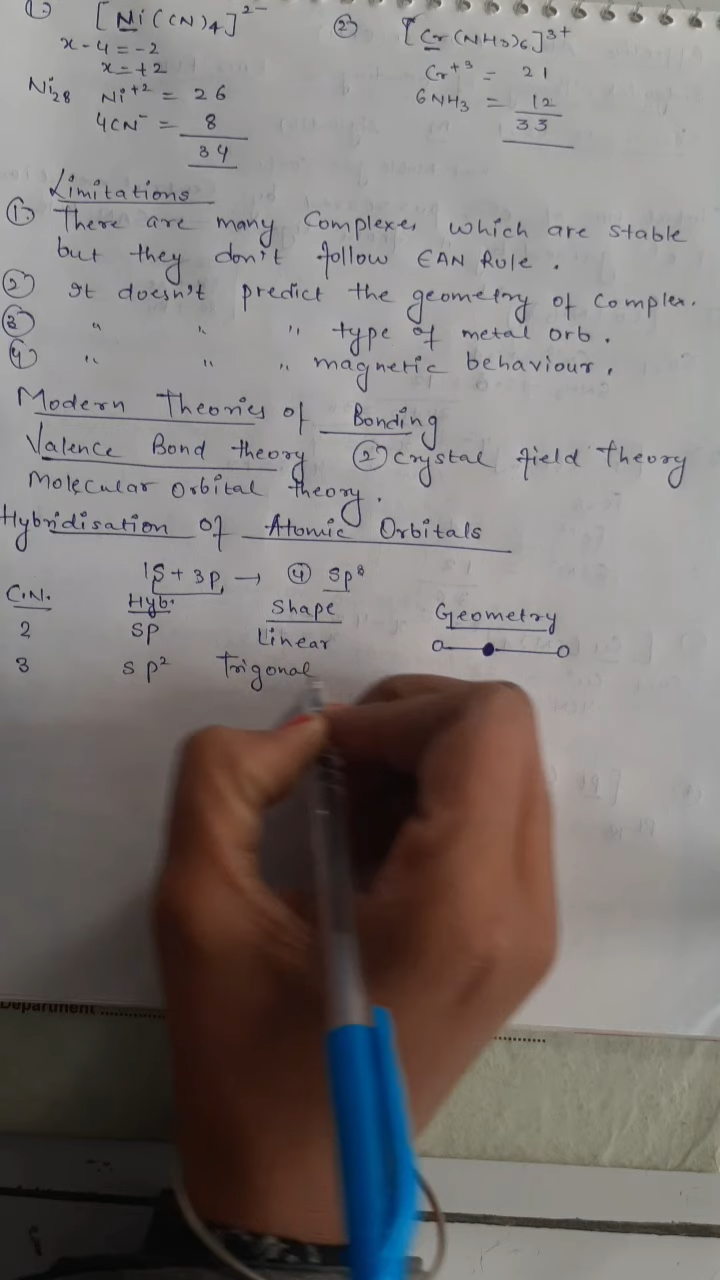 1) [Ni(CN)4]2- 2) [Cr(NH3)6]3+
x - 4 = -2 Cr+3 = 21
x = +2 6NH3 = 12
Ni28 Ni+2 = 26 33
4CN- = 8
34
Limitations
1) There are many Complexes which are stable
but they don't follow EAN Rule.
2) It doesn't predict the geometry of Complex.
3) " " " type of metal orb.
4) " " " magnetic behaviour.
Modern Theories of Bonding
Valence Bond theory 2) Crystal field Theory
Molecular Orbital theory.
Hybridisation of Atomic Orbitals
1S + 3P → 4 sp3
C.N. Hyb. Shape Geometry
2 SP Linear
3 SP2 Trigonal
Department